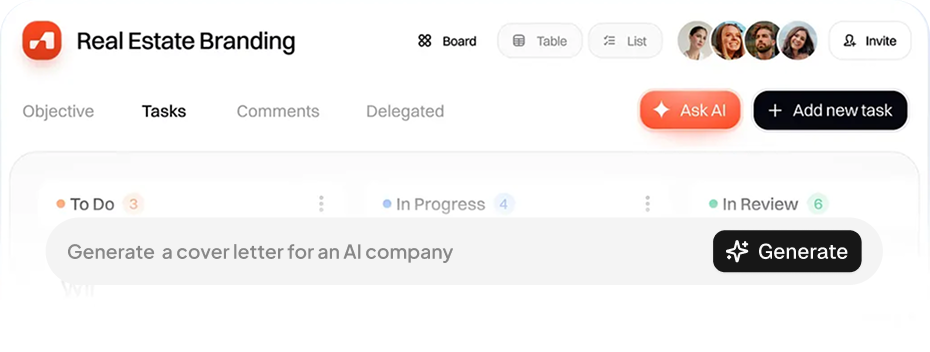 Real Estate Branding
Board
Table
List
Invite
Objective
Tasks
Comments
Delegated
Ask AI
+ Add new task
To Do 3
In Progress 4
In Review 6
Generate a cover letter for an AI company
Generate